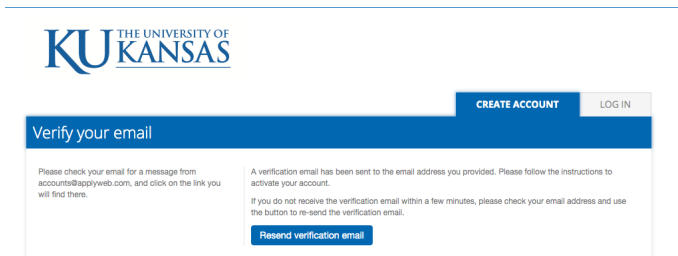 KU THE UNIVERSITY OF
KANSAS
CREATE ACCOUNT LOG IN
Verify your email
Please check your email for a message from
accounts@applyweb.com, and click on the link you
will find there.
A verification email has been sent to the email address you provided. Please follow the instructions to
activate your account.
If you do not receive the verification email within a few minutes, please check your email address and use
the button to re-send the verification email.
Resend verification email